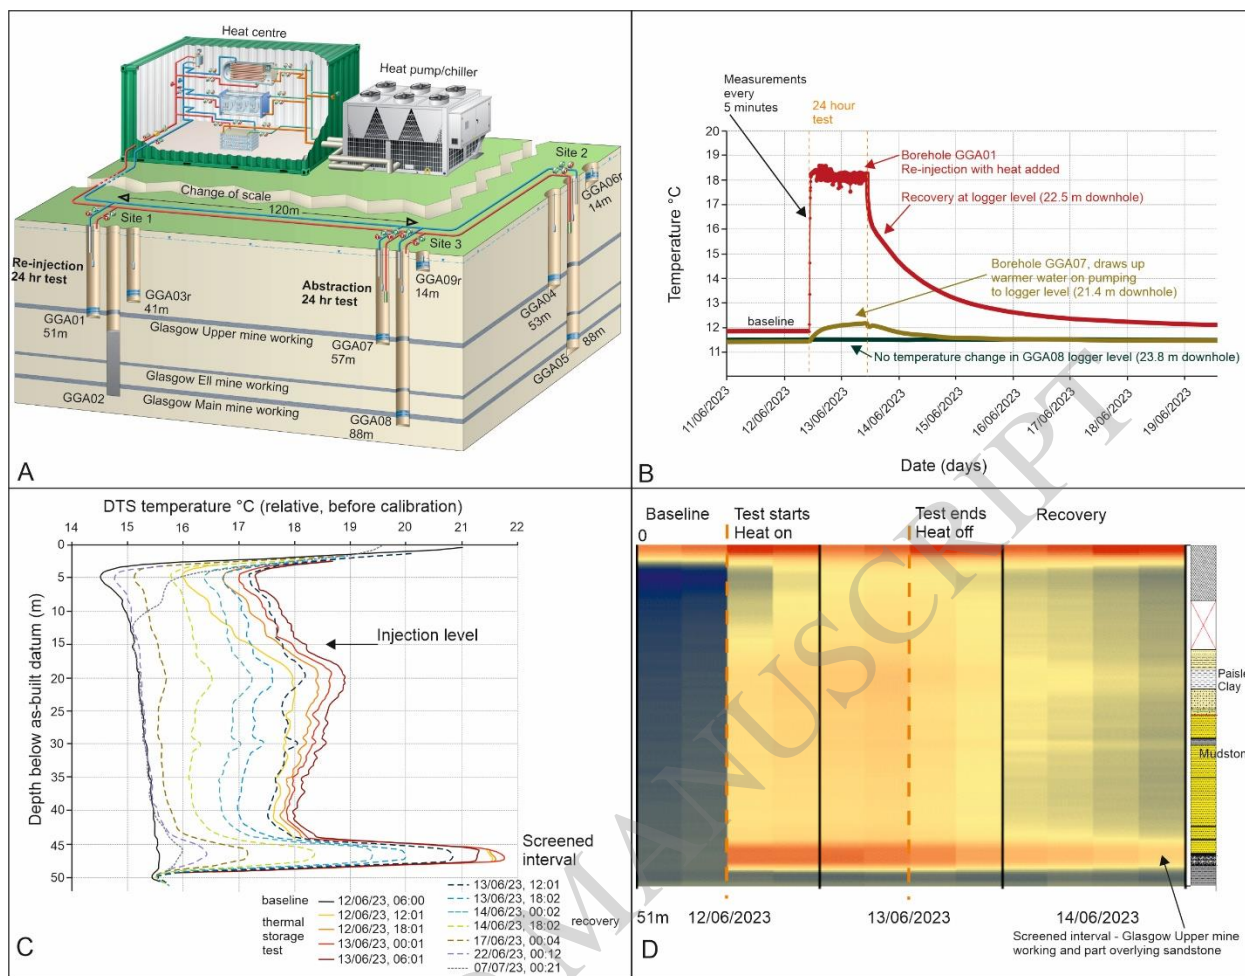 Heat centre
Heat pump/chiller
Site 2
GGA06r
14m
Change of scale
120m
Site 1
Site 3
Re-injection
24 hr test
Abstraction
24 hr test
GGA09r
14m
GGA03r
41m
GGA01
51m
Glasgow Upper mine working
GGA07
57m
GGA04
53m
88m
GGA05
Glasgow Ell mine working
Glasgow Main mine working
GGA02
GGA08
88m
A
B
Measurements
every
5 minutes
24 hour
test
20
19
18
17
16
15
14
13
12
11
Temperature °C
Borehole GGA01
Re-injection with heat added
Recovery at logger level (22.5 m downhole)
Borehole GGA07, draws up
warmer water on pumping
to logger level (21.4 m downhole)
baseline
No temperature change in GGA08 logger level (23.8 m downhole)
11/06/2023
12/06/2023
13/06/2023
14/06/2023
15/06/2023
16/06/2023
17/06/2023
18/06/2023
19/06/2023
Date (days)
DTS temperature °C (relative, before calibration)
14 15 16 17 18 19 20 21 22
0
5
10
15
20
25
30
35
40
45
50
Depth below as-built datum (m)
Injection level
Screened
interval
baseline
12/06/23, 06:00
thermal
storage
test
12/06/23, 12:01
12/06/23, 18:01
13/06/23, 00:01
13/06/23, 06:01
13/06/23, 12:01
13/06/23, 18:02
14/06/23, 00:02
14/06/23, 18:02
17/06/23, 00:04
22/06/23, 00:12
07/07/23, 00:21
recovery
C
Baseline
Test starts
Heat on
Test ends
Heat off
Recovery
0
Paisle
Clay
Mudston
51m
12/06/2023
13/06/2023
14/06/2023
Screened interval - Glasgow Upper mine
working and part overlying sandstone
D
MANUSCRIPT